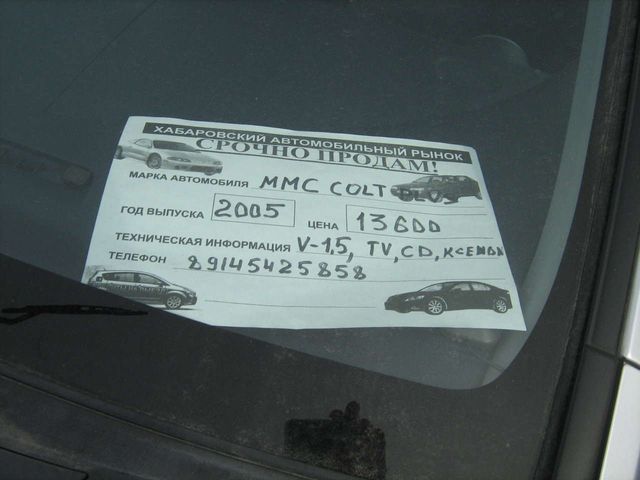 ХАБАРОВСКИЙ АВТОМОБИЛЬНЫЙ РЫНОК
СРОЧНО ПРОДАМ!
МАРКА АВТОМОБИЛЯ MMC COLT
ГОД ВЫПУСКА 2005 ЦЕНА 13600
ТЕХНИЧЕСКАЯ ИНФОРМАЦИЯ V-1,5, TV, CD, КСЕНОН
ТЕЛЕФОН 89145425858